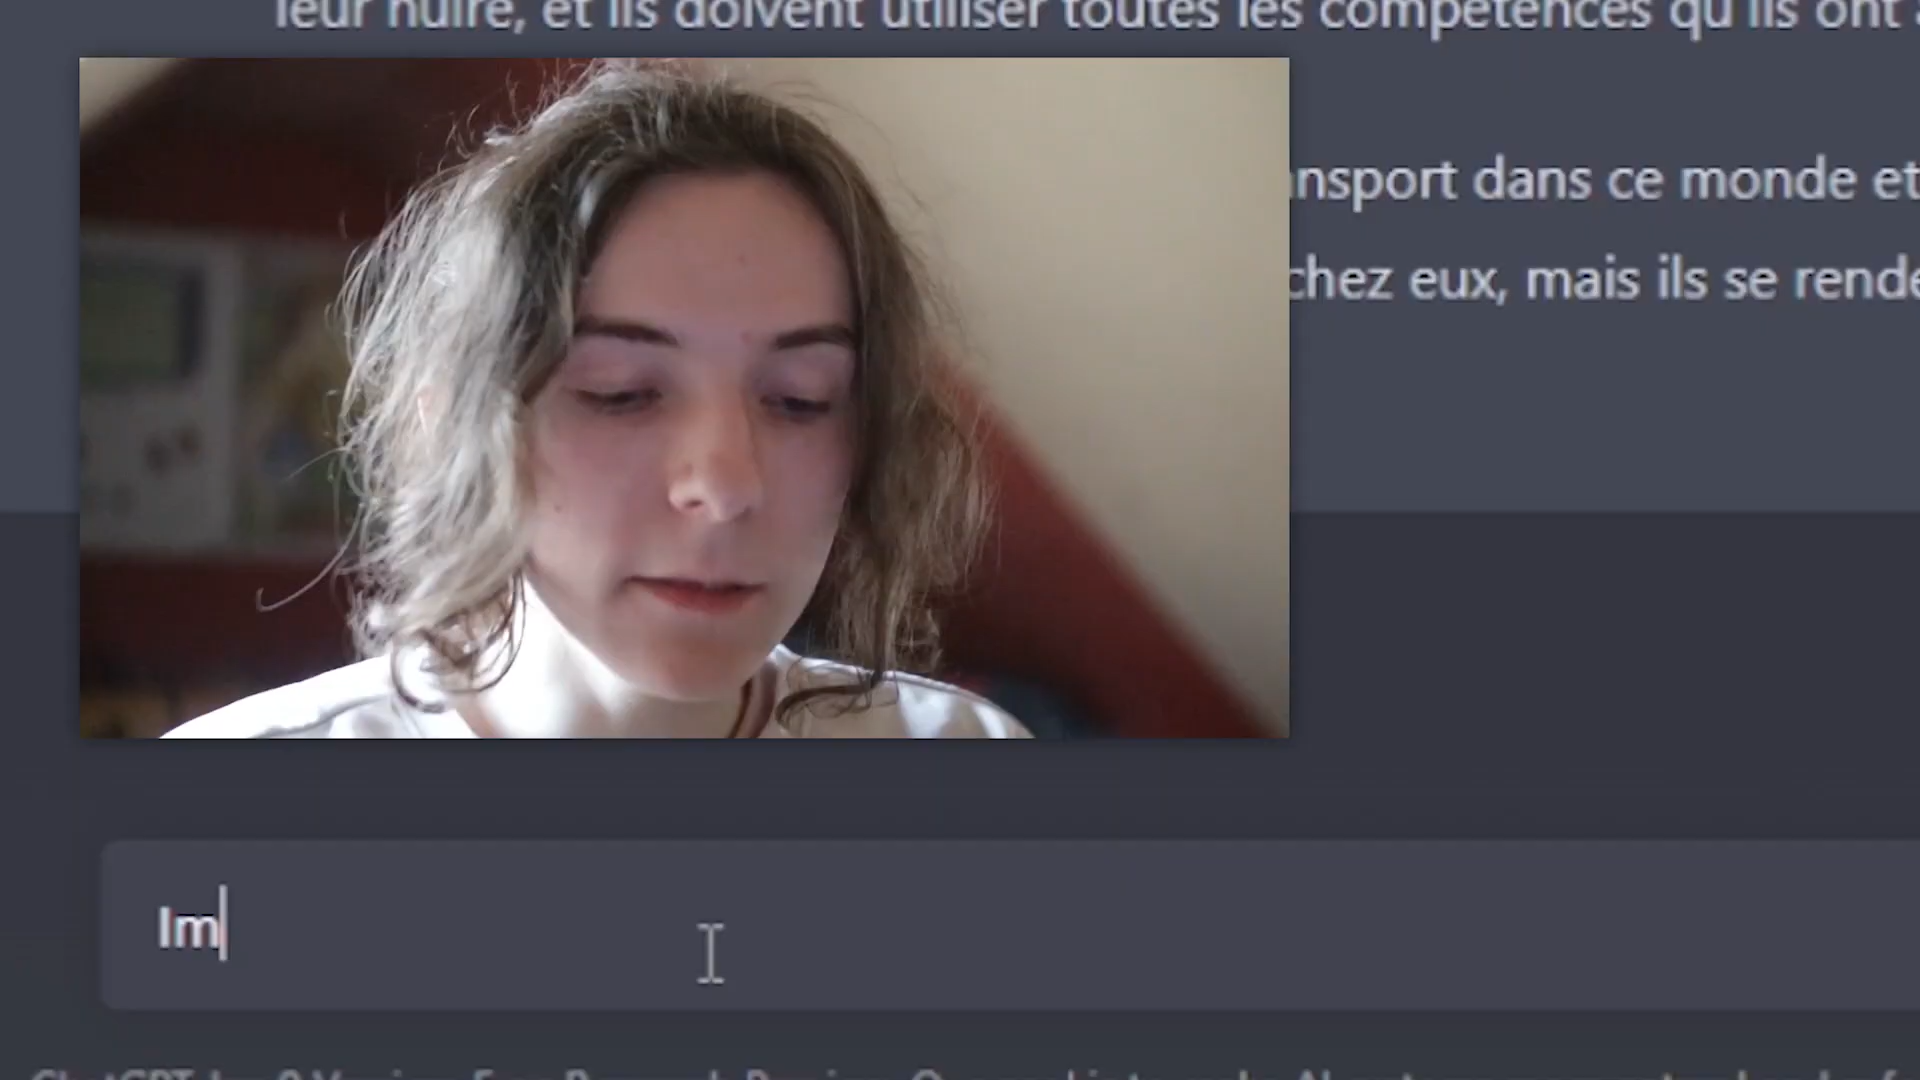 leur nuire, et ils doivent utiliser toutes les compétences qu'ils ont
nsport dans ce monde et
chez eux, mais ils se rende
Im